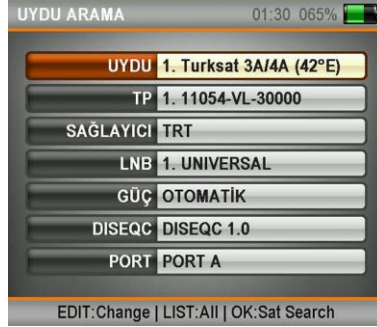 UYDU ARAMA 01:30 065%
UYDU 1. Turksat 3A/4A (42ºE)
TP 1. 11054-VL-30000
SAĞLAYICI TRT
LNB 1. UNIVERSAL
GÜÇ OTOMATİK
DISEQC DISEQC 1.0
PORT PORT A
EDIT:Change | LIST:All | OK:Sat Search